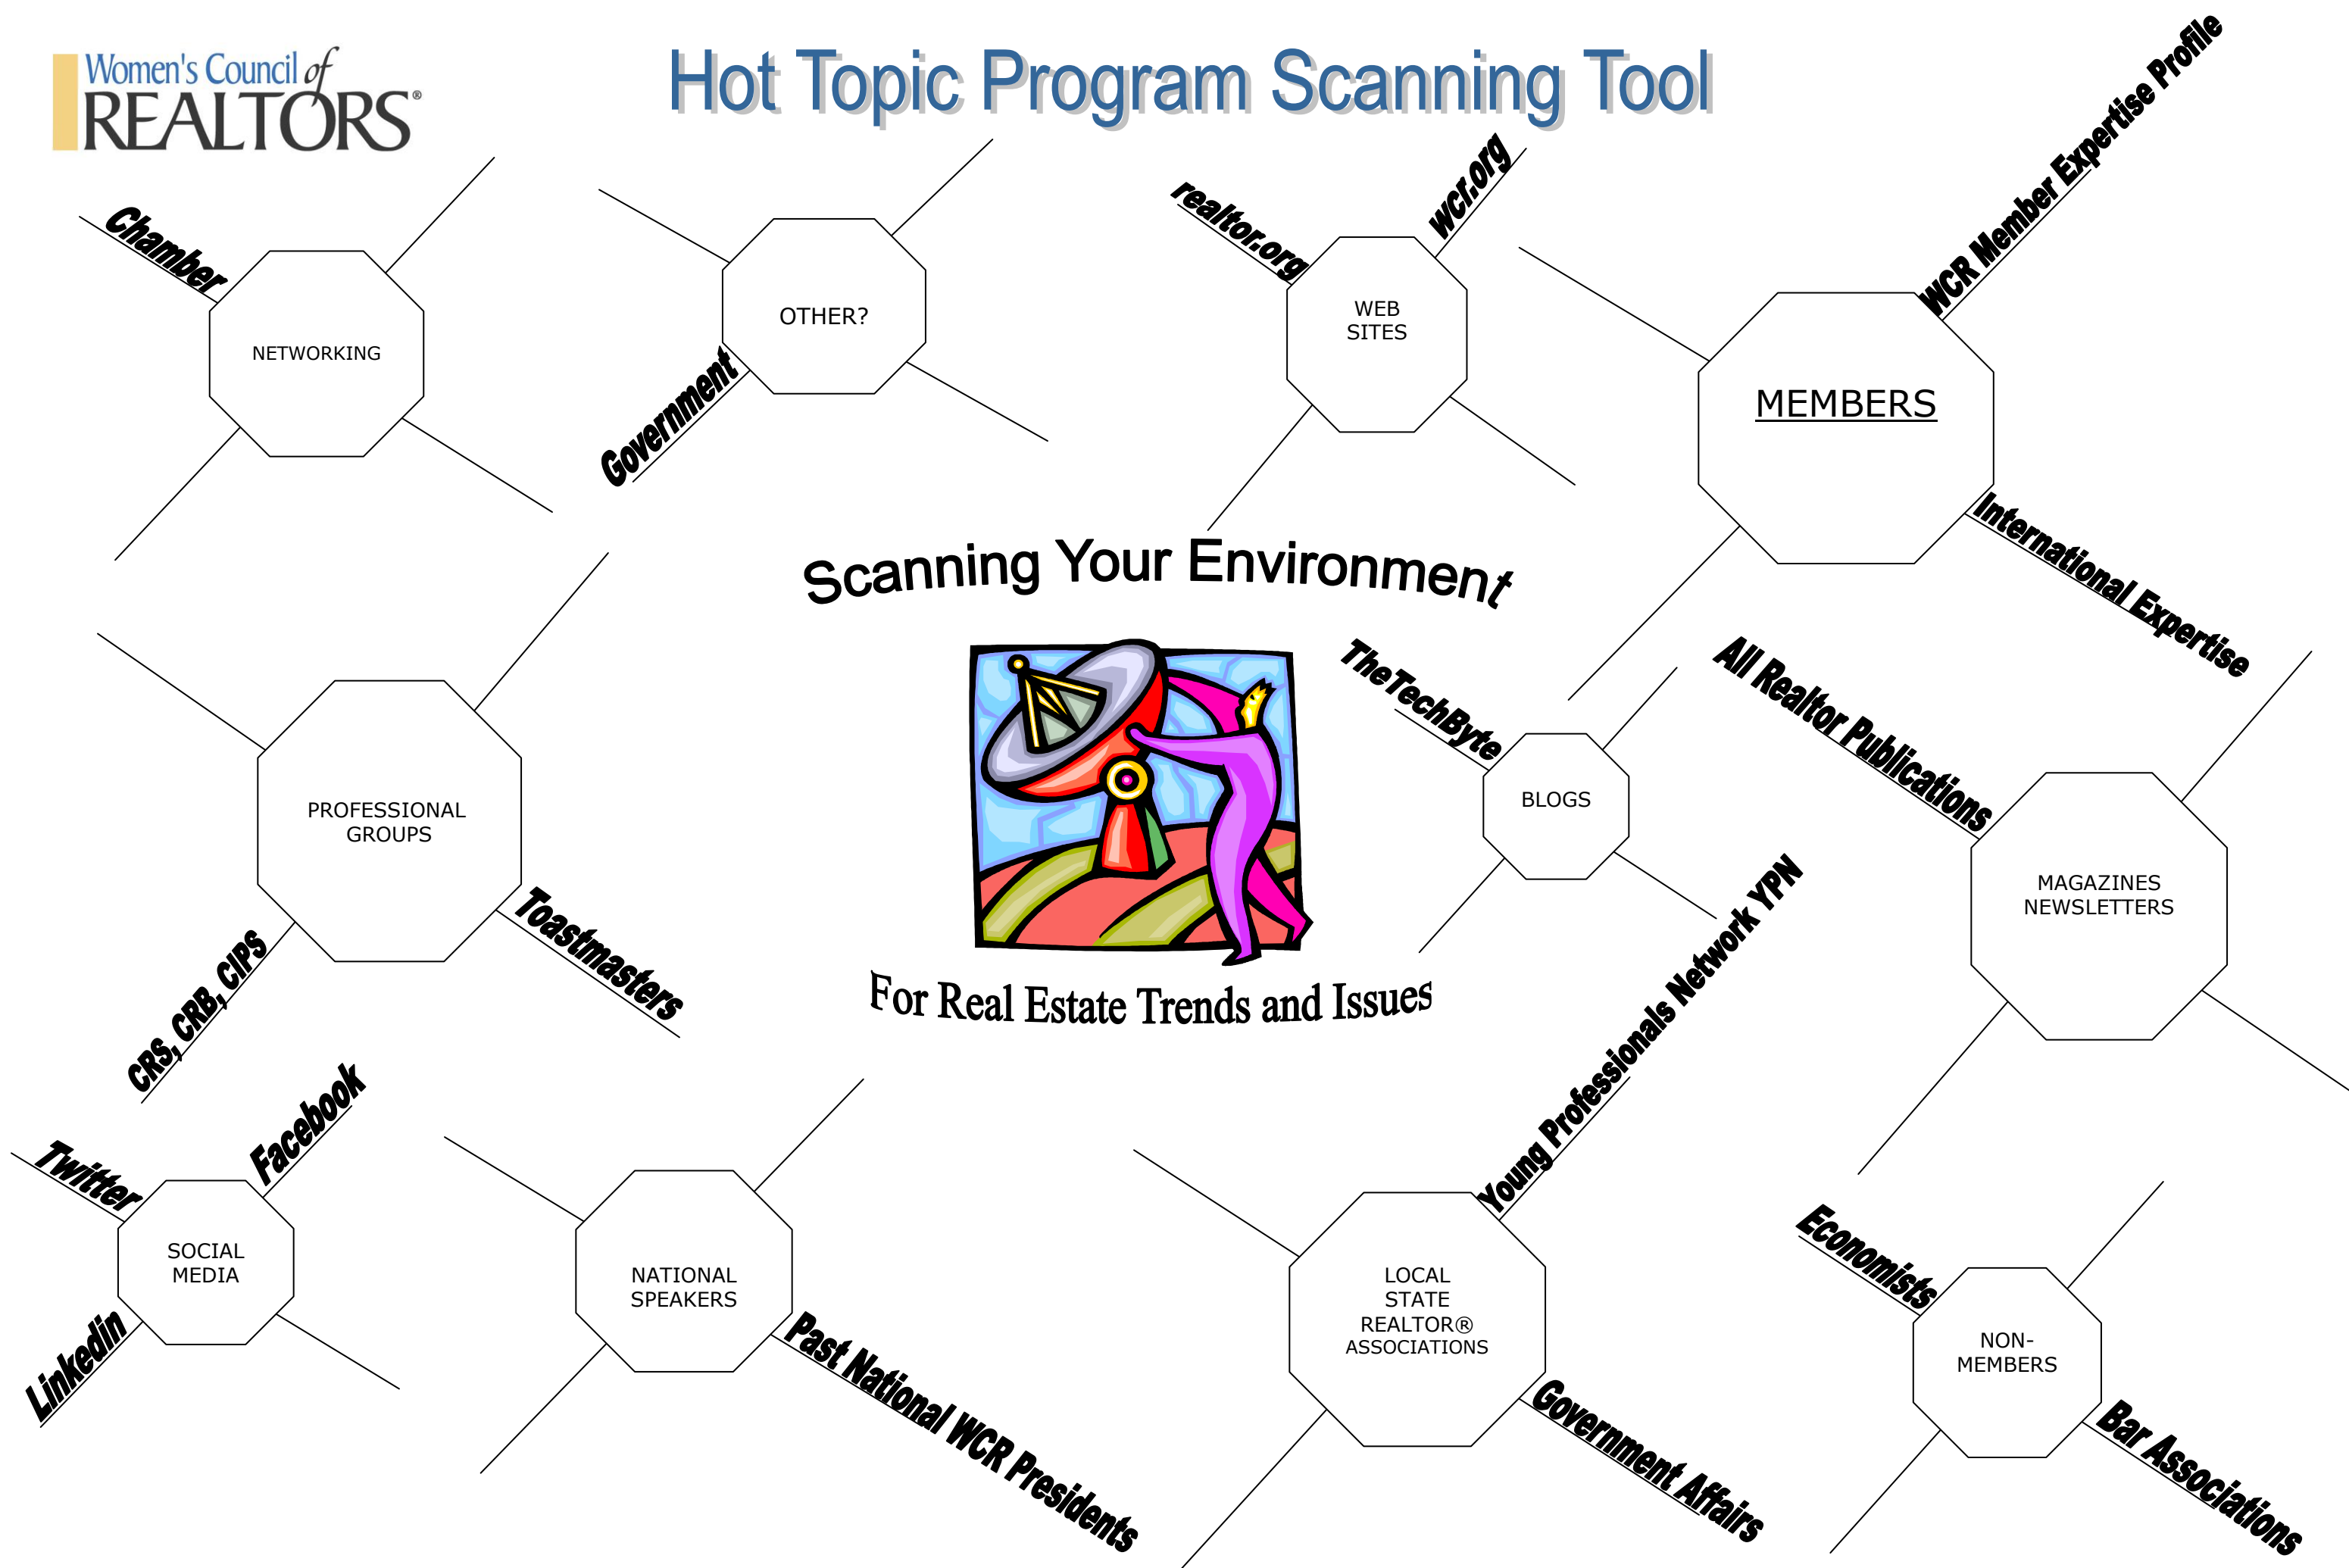 Women's Council of
REALTORS®
Hot Topic Program Scanning Tool
Chamber
NETWORKING
OTHER?
Government
realtor.org
wcr.org
WEB
SITES
WCR Member Expertise Profile
MEMBERS
International Expertise
Scanning Your Environment
For Real Estate Trends and Issues
PROFESSIONAL
GROUPS
CRS, CRB, CIPS
Toastmasters
TheTechByte
BLOGS
All Realtor Publications
MAGAZINES
NEWSLETTERS
Twitter
Facebook
SOCIAL
MEDIA
Linkedin
NATIONAL
SPEAKERS
Past National WCR Presidents
Young Professionals Network YPN
LOCAL
STATE
REALTOR®
ASSOCIATIONS
Government Affairs
Economists
NON-
MEMBERS
Bar Associations